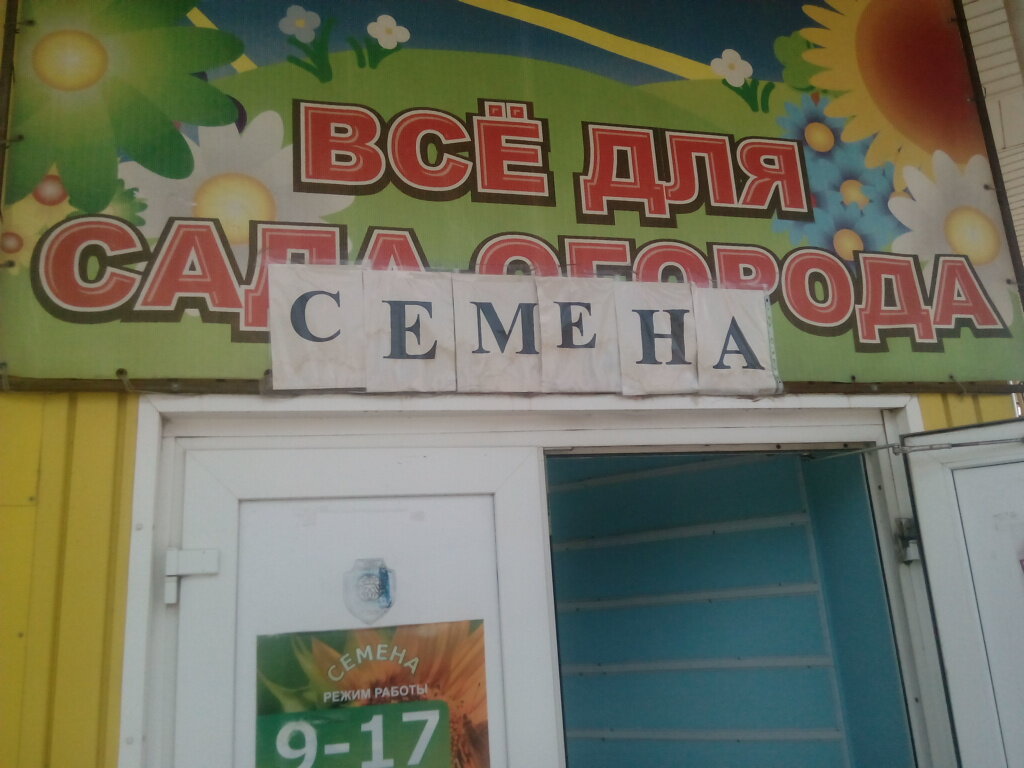 ВСЁ ДЛЯ
САДА ОГОРОДА
СЕМЕНА
СЕМЕНА
РЕЖИМ РАБОТЫ
9-17